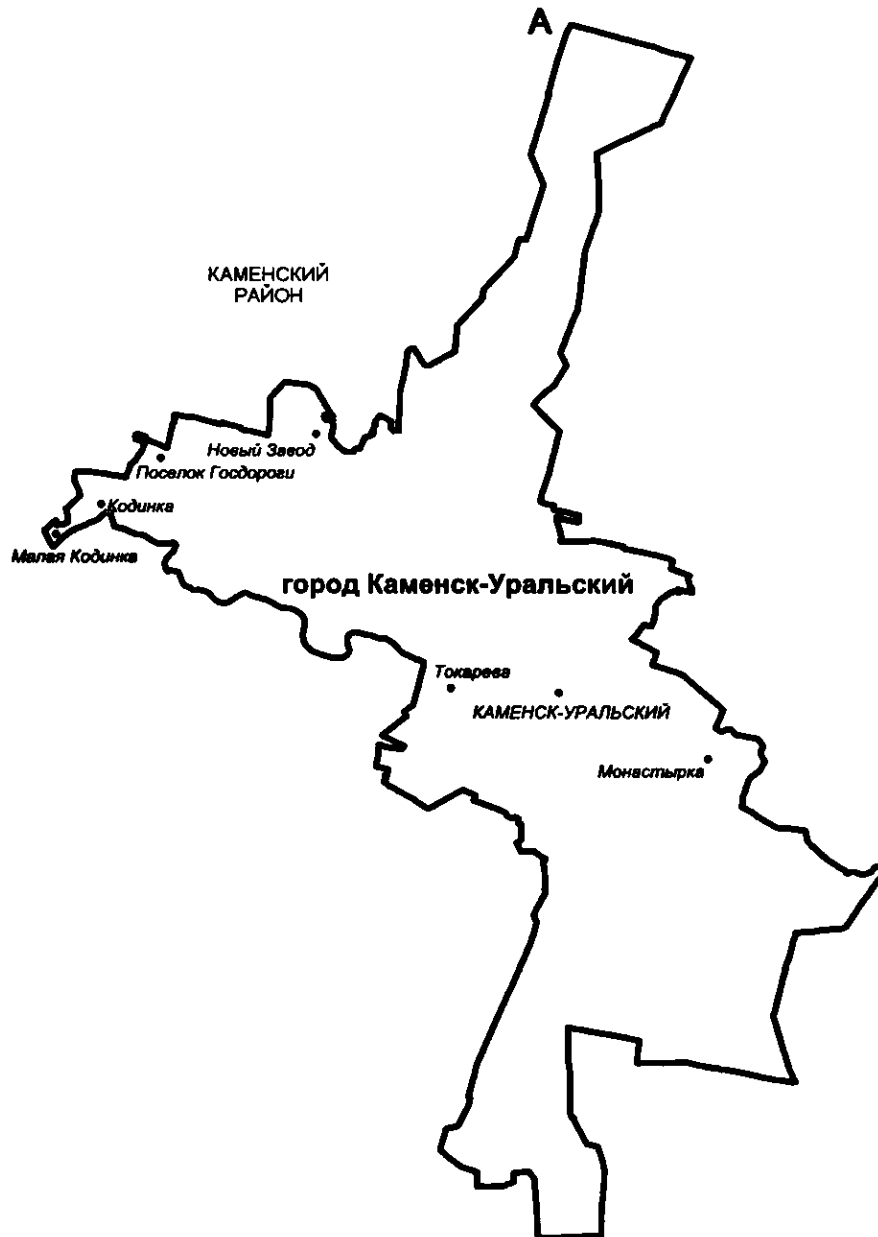 А
КАМЕНСКИЙ
РАЙОН
Новый Завод
Поселок Госдороги
Кодинка
Малая Кодинка
город Каменск-Уральский
Токарева
КАМЕНСК-УРАЛЬСКИЙ
Монастырка